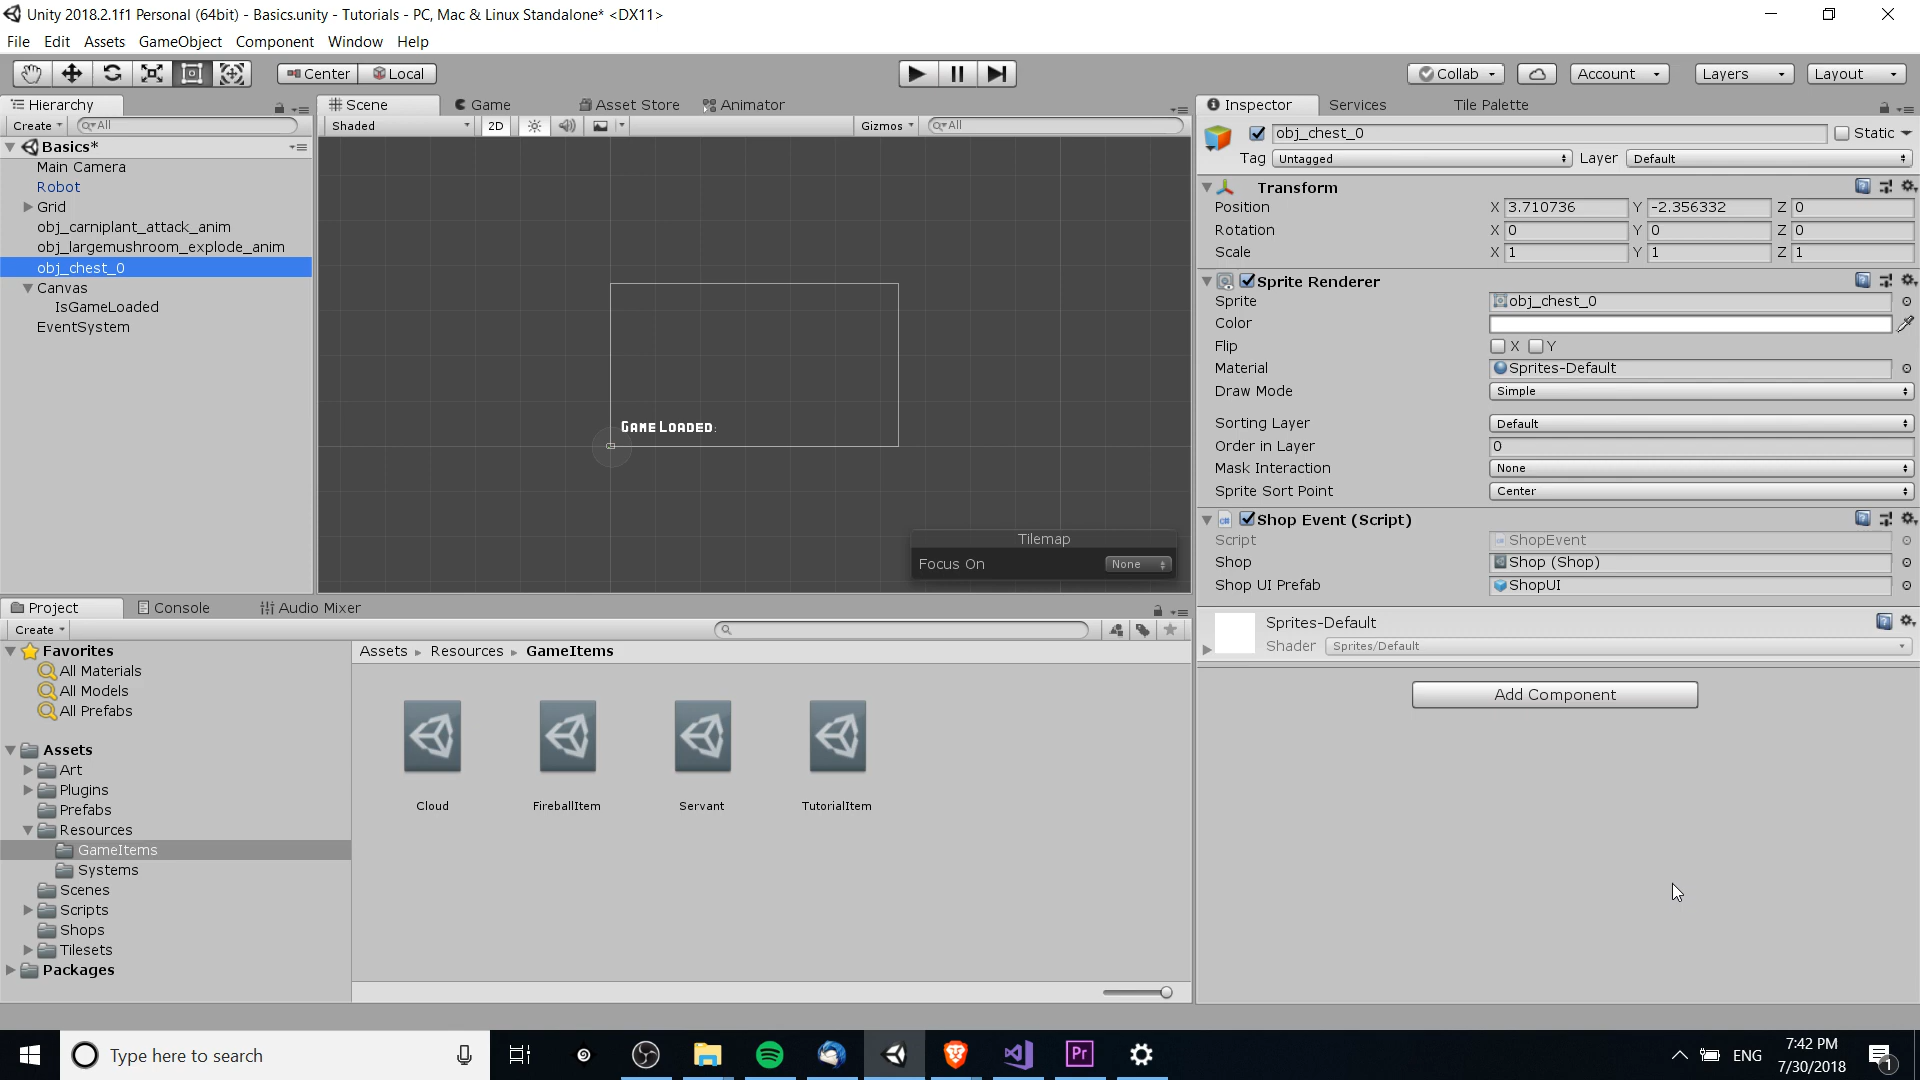 Unity 2018.2.1f1 Personal (64bit) - Basics.unity - Tutorials - PC, Mac & Linux Standalone* <DX11>
File Edit Assets GameObject Component Window Help
Center Local Collab Account Layers Layout
Hierarchy
Create All
Basics*
Main Camera
Robot
Grid
obj_carniplant_attack_anim
obj_largemushroom_explode_anim
obj_chest_0
Canvas
IsGameLoaded
EventSystem
Scene Game Asset Store Animator
Shaded 2D Gizmos All
GAME LOADED:
Tilemap
Focus On None
Inspector Services Tile Palette
obj_chest_0 Static
Tag Untagged Layer Default
Transform
Position X 3.710736 Y -2.356332 Z 0
Rotation X 0 Y 0 Z 0
Scale X 1 Y 1 Z 1
Sprite Renderer
Sprite obj_chest_0
Color
Flip X Y
Material Sprites-Default
Draw Mode Simple
Sorting Layer Default
Order in Layer 0
Mask Interaction None
Sprite Sort Point Center
Shop Event (Script)
Script ShopEvent
Shop Shop (Shop)
Shop UI Prefab ShopUI
Sprites-Default
Shader Sprites/Default
Add Component
Project Console Audio Mixer
Create
Favorites
All Materials
All Models
All Prefabs
Assets
Art
Plugins
Prefabs
Resources
GameItems
Systems
Scenes
Scripts
Shops
Tilesets
Packages
Assets Resources GameItems
Cloud FireballItem Servant TutorialItem
Type here to search
Pr
ENG
7:42 PM
7/30/2018
1